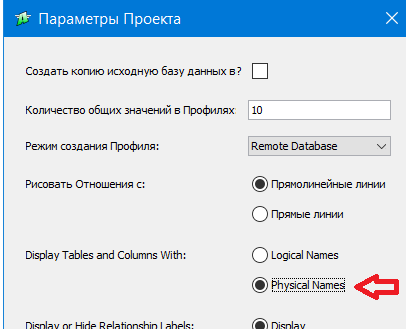 Параметры Проекта
Создать копию исходную базу данных в?
Количество общих значений в Профилях: 10
Режим создания Профиля: Remote Database
Рисовать Отношения с: Прямолинейные линии
Прямые линии
Display Tables and Columns With: Logical Names
Physical Names
Display or Hide Relationship Labels: Display